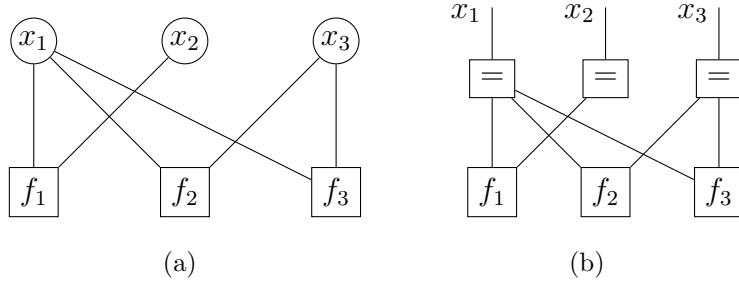 x₁ x₂ x₃ x₁ x₂ x₃
= = =
f₁ f₂ f₃ f₁ f₂ f₃
(a) (b)